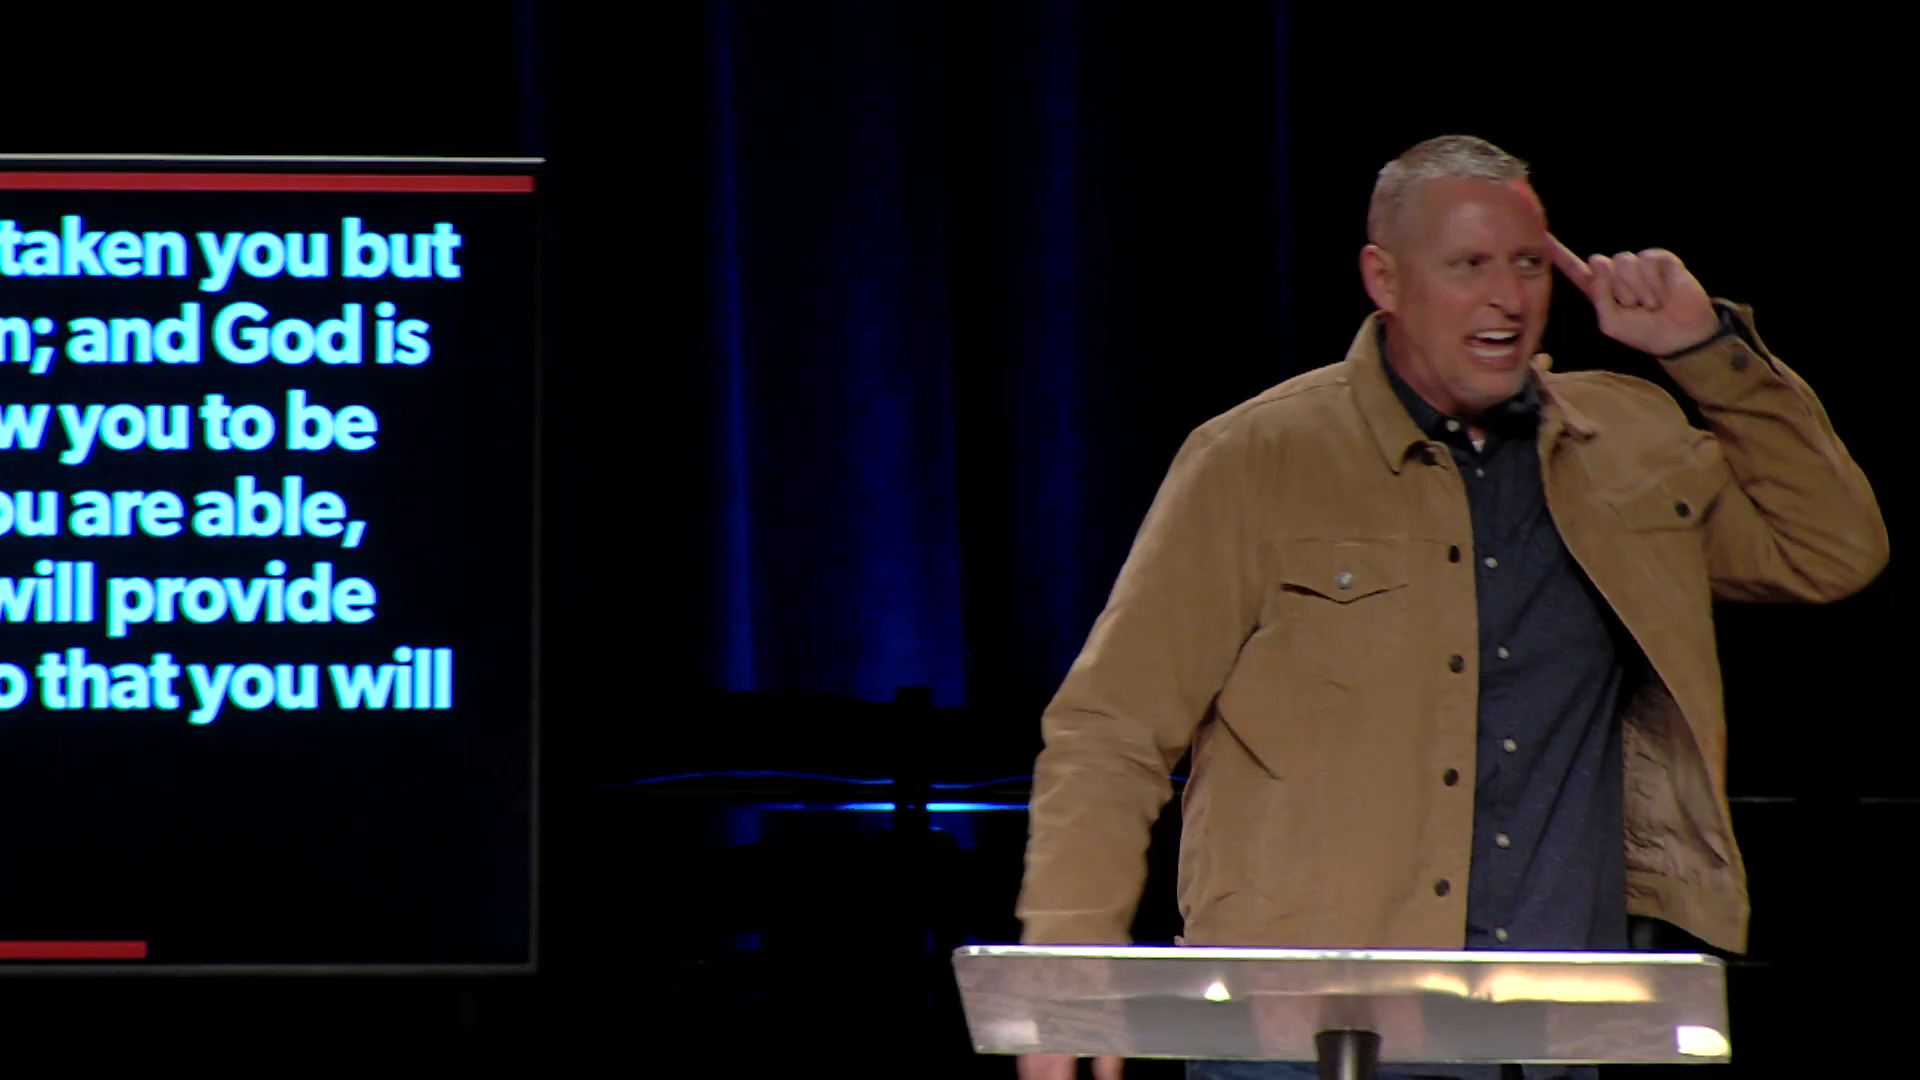 taken you but
n; and God is
w you to be
ou are able,
will provide
o that you will